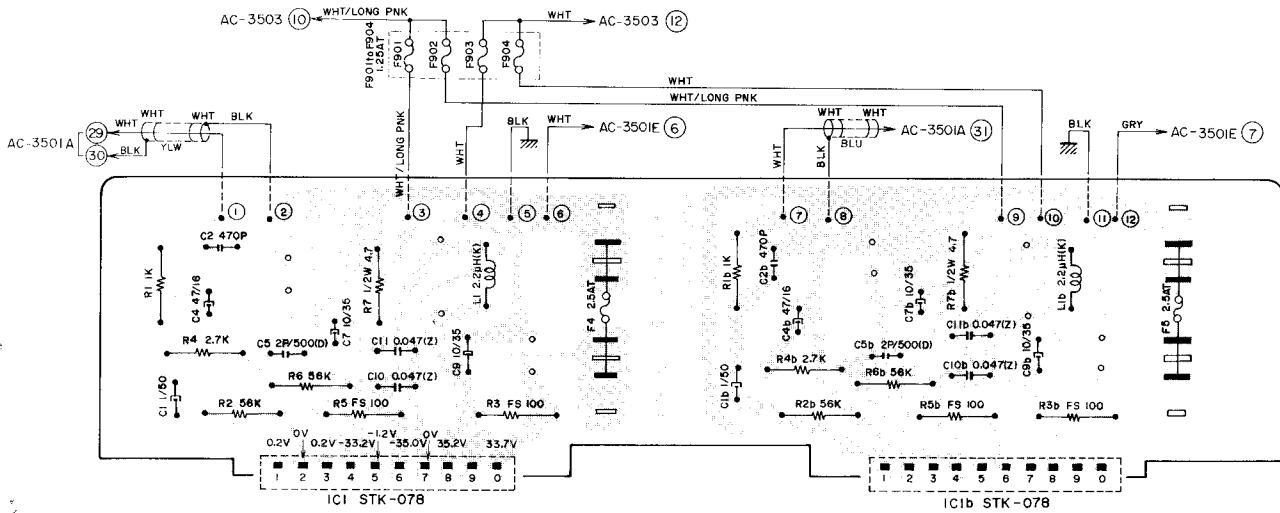 AC-3503 10 WHT/LONG PNK
WHT AC-3503 12
F901 to F904
1.25AT
F901
F902
F903
F904
WHT
WHT/LONG PNK
AC-3501A
29 WHT WHT WHT BLK
30 BLK YLW
WHT/LONG PNK
WHT
BLK
WHT AC-3501E 6
WHT WHT AC-3501A 31
BLK BLU
BLK
GRY AC-3501E 7
1
2
3
4
5
6
7
8
9
10
11
12
C2 470P
R1 1K
C4 47/16
R7 1/2W 4.7
L1 2.2μH(K)
F4 2.5AT
C7 10/35
R4 2.7K
C5 2P/500(D)
C11 0.047(Z)
C9 10/35
R6 56K
C10 0.047(Z)
C1 1/50
R2 56K
R5 FS 100
R3 FS 100
R1b 1K
C2b 470P
C4b 47/16
C7b 10/35
R7b 1/2W 4.7
L1b 2.2μH(K)
F5 2.5AT
C11b 0.047(Z)
C9b 10/35
C5b 2P/500(D)
R4b 2.7K
C10b 0.047(Z)
R6b 56K
C1b 1/50
R2b 56K
R5b FS 100
R3b FS 100
0V -1.2V 0V
0.2V 0.2V -33.2V -35.0V 35.2V 33.7V
1 2 3 4 5 6 7 8 9 0
IC1 STK-078
1 2 3 4 5 6 7 8 9 0
IC1b STK-078